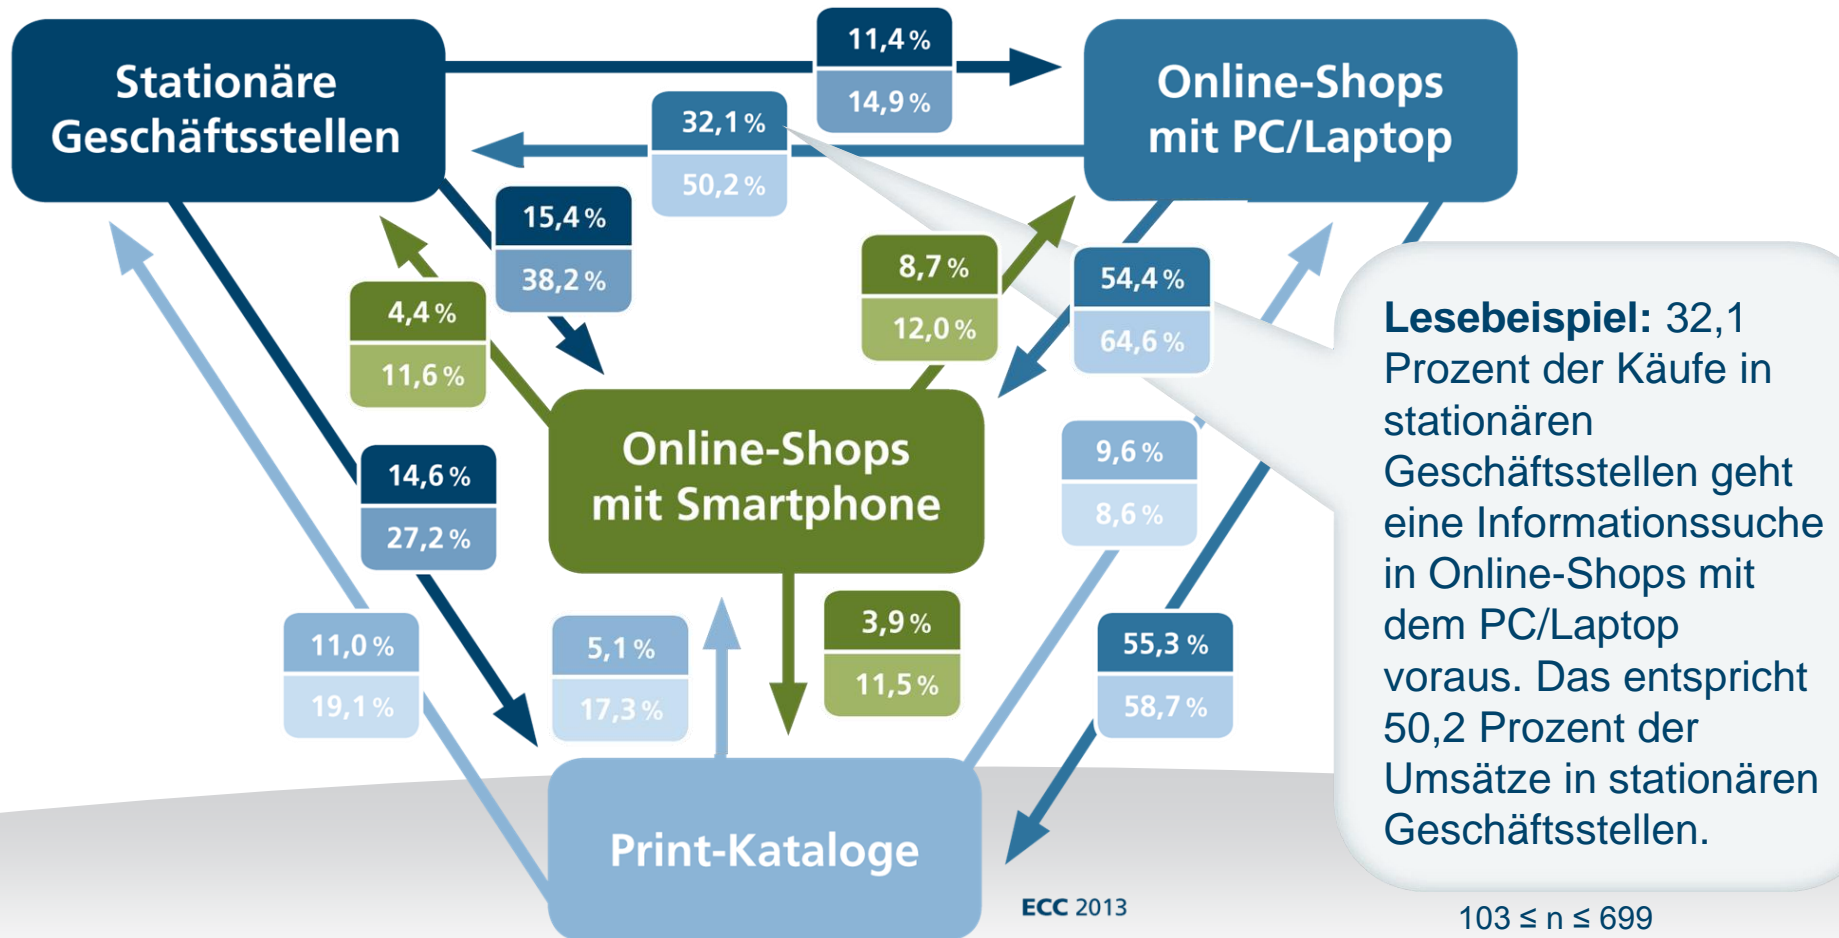 Stationäre
Geschäftsstellen
11,4 %
14,9 %
Online-Shops
mit PC/Laptop
32,1 %
50,2 %
15,4 %
38,2 %
4,4 %
11,6 %
8,7 %
12,0 %
54,4 %
64,6 %
Online-Shops
mit Smartphone
14,6 %
27,2 %
9,6 %
8,6 %
11,0 %
19,1 %
5,1 %
17,3 %
3,9 %
11,5 %
55,3 %
58,7 %
Print-Kataloge
Lesebeispiel: 32,1
Prozent der Käufe in
stationären
Geschäftsstellen geht
eine Informationssuche
in Online-Shops mit
dem PC/Laptop
voraus. Das entspricht
50,2 Prozent der
Umsätze in stationären
Geschäftsstellen.
ECC 2013
103 ≤ n ≤ 699